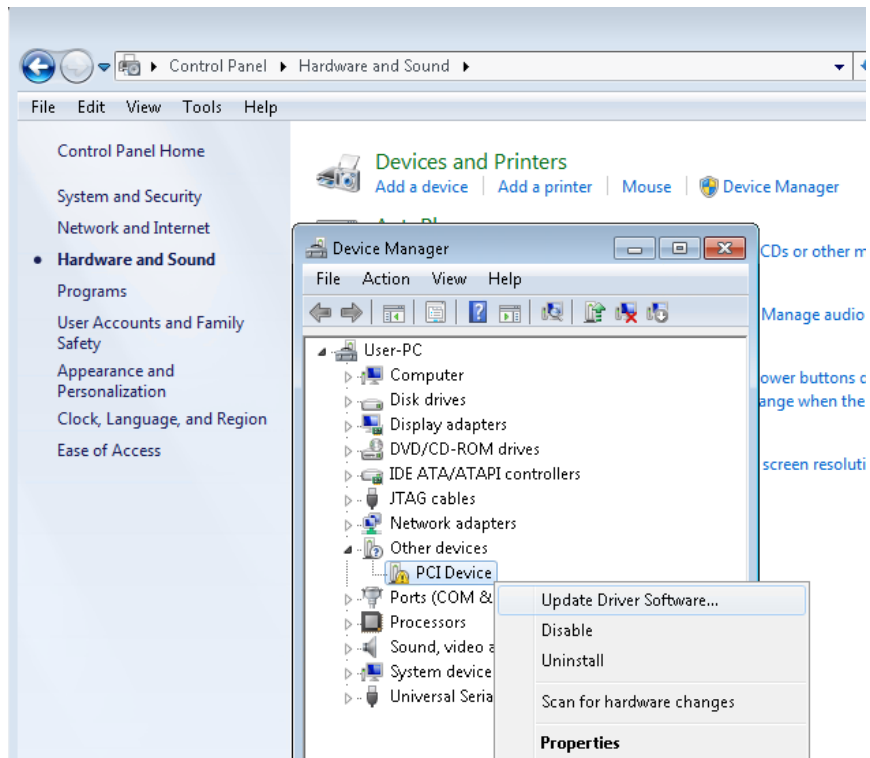 Control Panel Hardware and Sound
File Edit View Tools Help
Control Panel Home
System and Security
Network and Internet
Hardware and Sound
Programs
User Accounts and Family
Safety
Appearance and
Personalization
Clock, Language, and Region
Ease of Access
Devices and Printers
Add a device Add a printer Mouse Device Manager
CDs or other
Manage audio
ower buttons
ange when the
screen resoluti
Device Manager
File Action View Help
User-PC
Computer
Disk drives
Display adapters
DVD/CD-ROM drives
IDE ATA/ATAPI controllers
JTAG cables
Network adapters
Other devices
PCI Device
Ports (COM &
Processors
Sound, video
System device
Universal Seria
Update Driver Software...
Disable
Uninstall
Scan for hardware changes
Properties